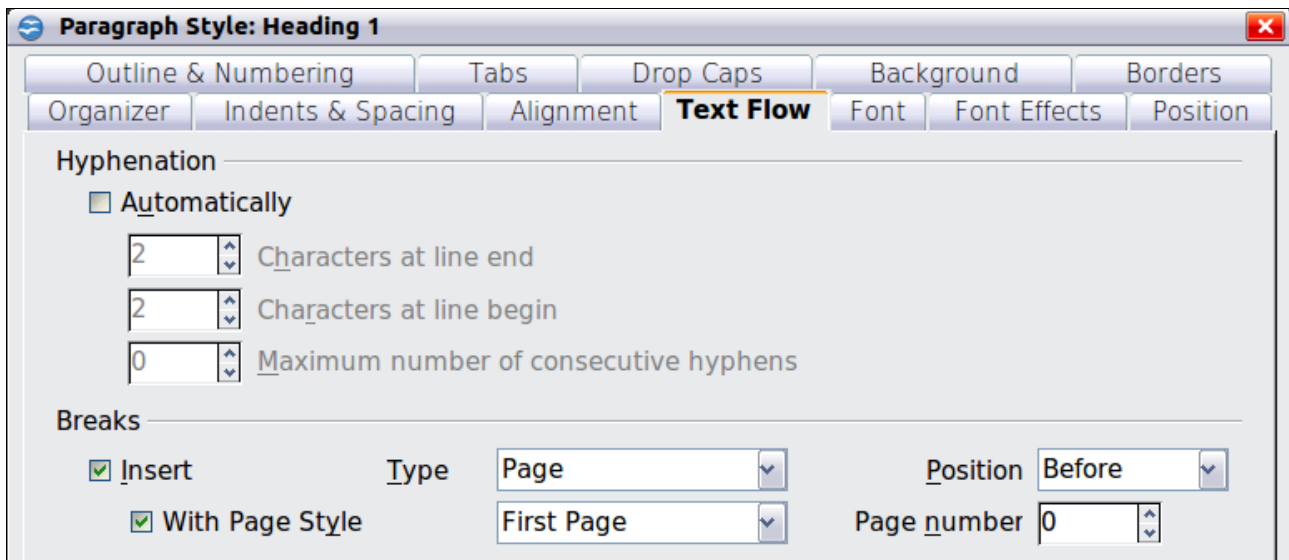 Paragraph Style: Heading 1
Outline & Numbering Tabs Drop Caps Background Borders
Organizer Indents & Spacing Alignment Text Flow Font Font Effects Position
Hyphenation
Automatically
2 Characters at line end
2 Characters at line begin
0 Maximum number of consecutive hyphens
Breaks
Insert Type Page Position Before
With Page Style First Page Page number 0